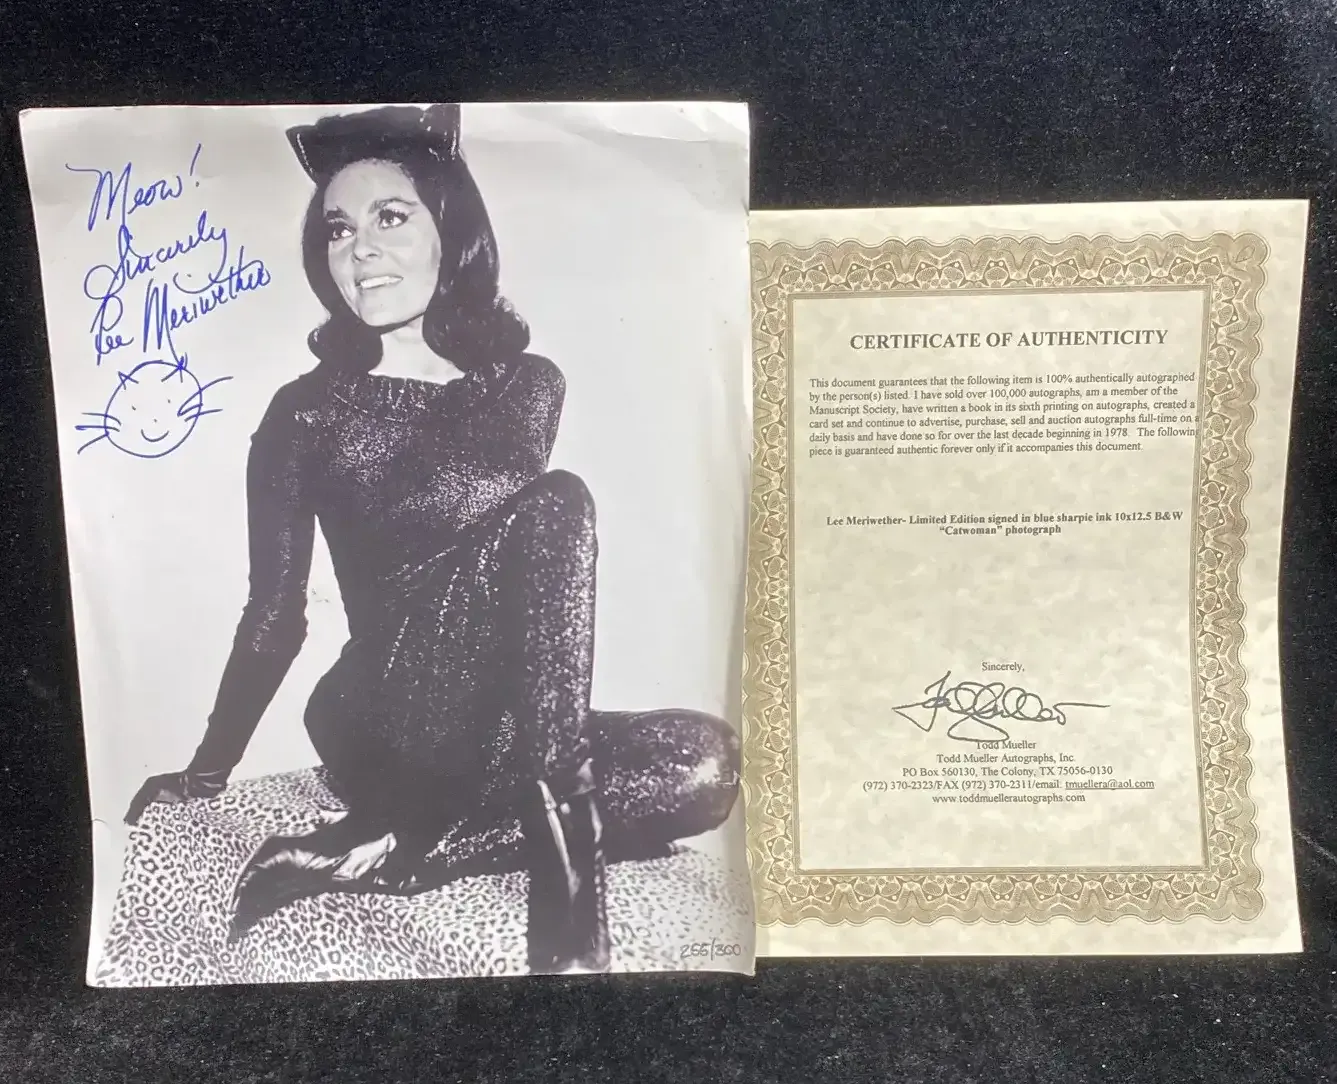 Meow!
Sincerely
Lee Meriwether
255/300
CERTIFICATE OF AUTHENTICITY
This document guarantees that the following item is 100% authentically autographed
by the person(s) listed. I have sold over 100,000 autographs, am a member of the
Manuscript Society, have written a book in its sixth printing on autographs, created a
card set and continue to advertise, purchase, sell and auction autographs full-time on a
daily basis and have done so for over the last decade beginning in 1978. The following
piece is guaranteed authentic forever only if it accompanies this document.
Lee Meriwether- Limited Edition signed in blue sharpie ink 10x12.5 B&W
“Catwoman” photograph
Sincerely,
Todd Mueller
Todd Mueller Autographs, Inc.
PO Box 560130, The Colony, TX 75056-0130
(972) 370-2323/FAX (972) 370-2311/email: tmuellera@aol.com
www.toddmuellerautographs.com